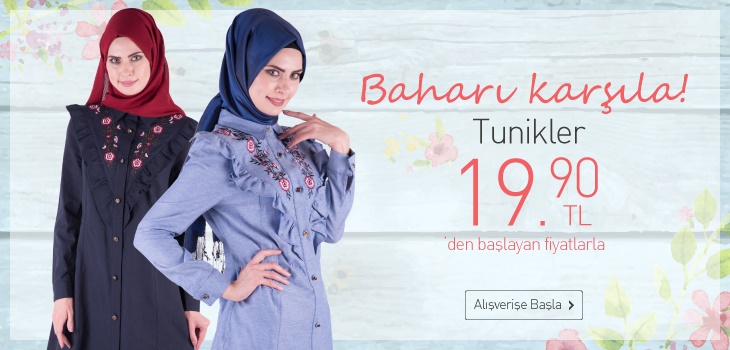 Baharı karşıla!
Tunikler
19.90 TL
'den başlayan fiyatlarla
Alışverişe Başla >